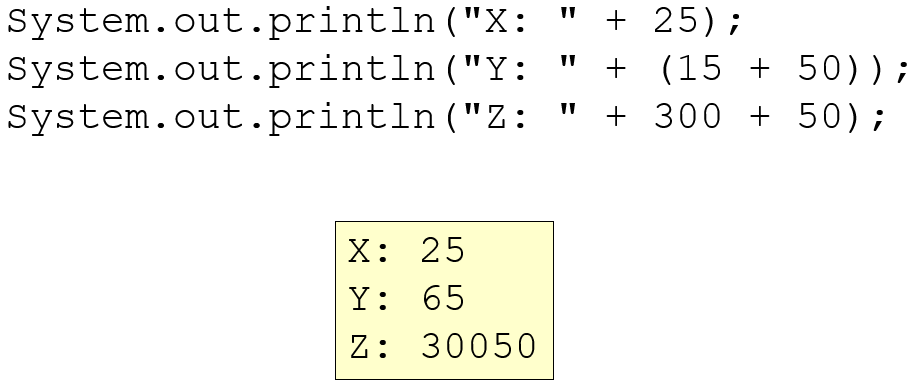 System.out.println("X: " + 25);
System.out.println("Y: " + (15 + 50));
System.out.println("Z: " + 300 + 50);
X: 25
Y: 65
Z: 30050